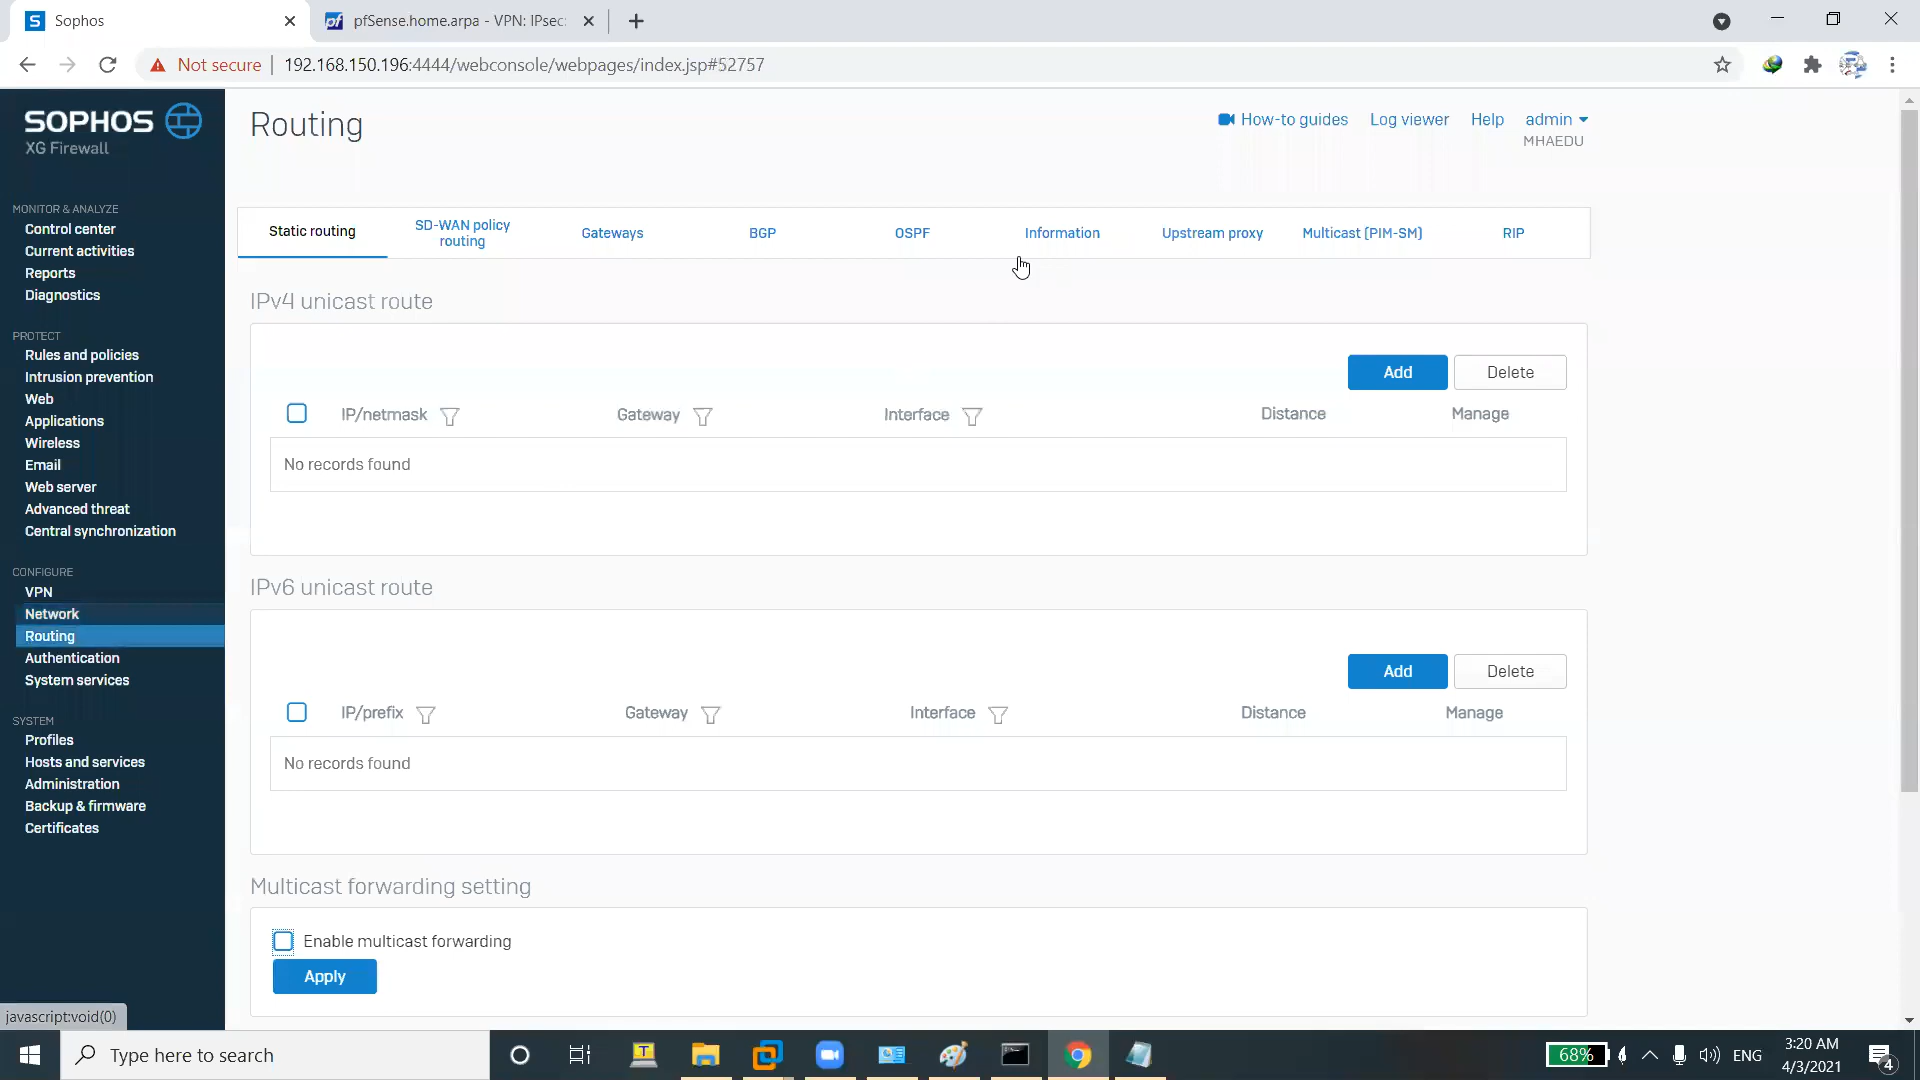 Sophos
pfSense.home.arpa - VPN: IPsec:
Not secure
192.168.150.196:4444/webconsole/webpages/index.jsp#52757
SOPHOS
XG Firewall
MONITOR & ANALYZE
Control center
Current activities
Reports
Diagnostics
PROTECT
Rules and policies
Intrusion prevention
Web
Applications
Wireless
Email
Web server
Advanced threat
Central synchronization
CONFIGURE
VPN
Network
Routing
Authentication
System services
SYSTEM
Profiles
Hosts and services
Administration
Backup & firmware
Certificates
javascript:void(0)
Routing
How-to guides
Log viewer
Help
admin
MHAEDU
Static routing
SD-WAN policy
routing
Gateways
BGP
OSPF
Information
Upstream proxy
Multicast (PIM-SM)
RIP
IPv4 unicast route
Add
Delete
IP/netmask
Gateway
Interface
Distance
Manage
No records found
IPv6 unicast route
Add
Delete
IP/prefix
Gateway
Interface
Distance
Manage
No records found
Multicast forwarding setting
Enable multicast forwarding
Apply
Type here to search
68%
ENG
3:20 AM
4/3/2021
4